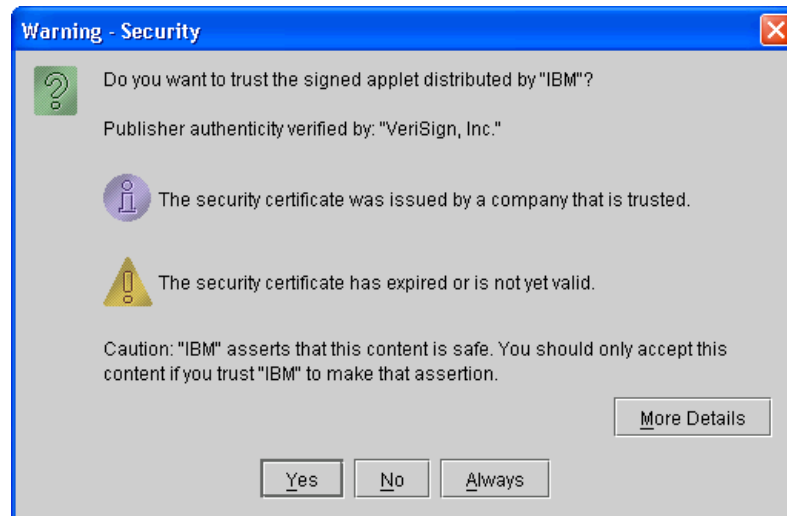 Warning - Security
Do you want to trust the signed applet distributed by "IBM"?
Publisher authenticity verified by: "VeriSign, Inc."
The security certificate was issued by a company that is trusted.
The security certificate has expired or is not yet valid.
Caution: "IBM" asserts that this content is safe. You should only accept this
content if you trust "IBM" to make that assertion.
More Details
Yes No Always